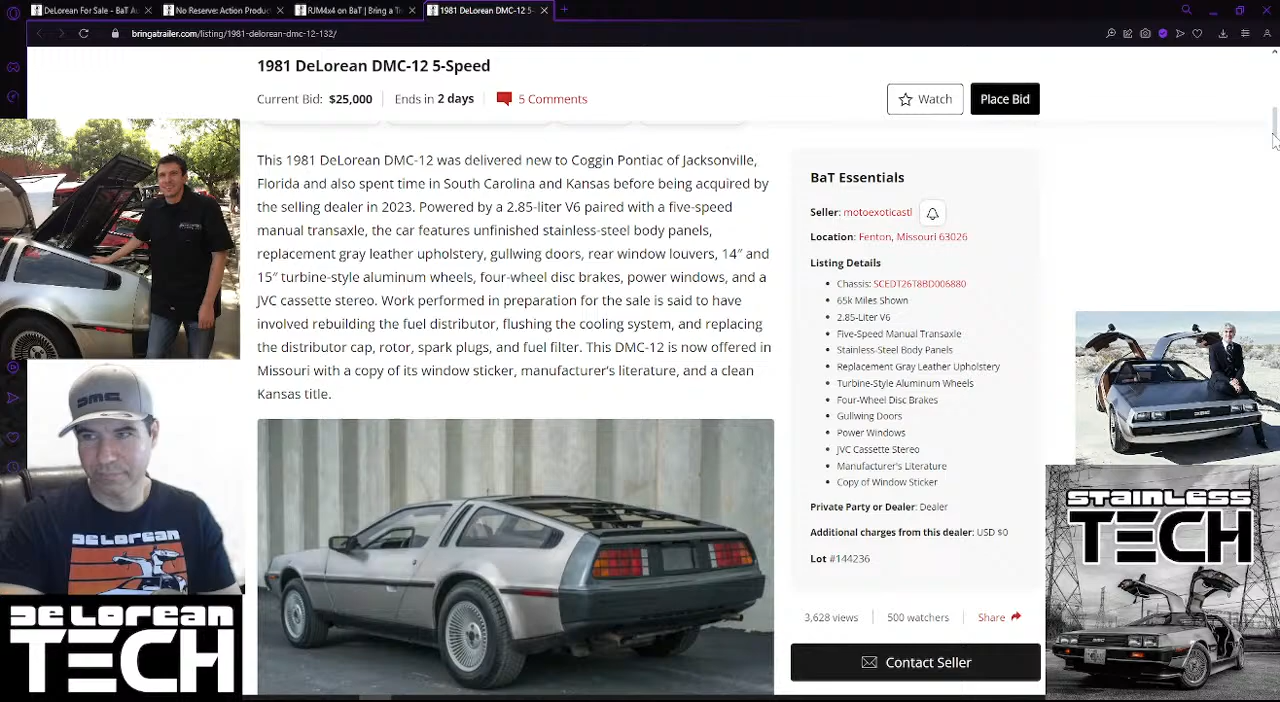 DeLorean For Sale - BaT Au
No Reserve: Action Produc
RJM4x4 on BaT | Bring a Tr
1981 DeLorean DMC-12 5-
bringatrailer.com/listing/1981-delorean-dmc-12-132/
1981 DeLorean DMC-12 5-Speed
Current Bid: $25,000
Ends in 2 days
5 Comments
Watch
Place Bid
This 1981 DeLorean DMC-12 was delivered new to Coggin Pontiac of Jacksonville,
Florida and also spent time in South Carolina and Kansas before being acquired by
the selling dealer in 2023. Powered by a 2.85-liter V6 paired with a five-speed
manual transaxle, the car features unfinished stainless-steel body panels,
replacement gray leather upholstery, gullwing doors, rear window louvers, 14″ and
15″ turbine-style aluminum wheels, four-wheel disc brakes, power windows, and a
JVC cassette stereo. Work performed in preparation for the sale is said to have
involved rebuilding the fuel distributor, flushing the cooling system, and replacing
the distributor cap, rotor, spark plugs, and fuel filter. This DMC-12 is now offered in
Missouri with a copy of its window sticker, manufacturer's literature, and a clean
Kansas title.
BaT Essentials
Seller: motoexoticastl
Location: Fenton, Missouri 63026
Listing Details
Chassis: SCEDT26T8BD006880
65k Miles Shown
2.85-Liter V6
Five-Speed Manual Transaxle
Stainless-Steel Body Panels
Replacement Gray Leather Upholstery
Turbine-Style Aluminum Wheels
Four-Wheel Disc Brakes
Gullwing Doors
Power Windows
JVC Cassette Stereo
Manufacturer's Literature
Copy of Window Sticker
Private Party or Dealer: Dealer
Additional charges from this dealer: USD $0
Lot #144236
3,628 views
500 watchers
Share
Contact Seller
DMC
DeLorean
DeLorean
TECH
STAINLESS
TECH